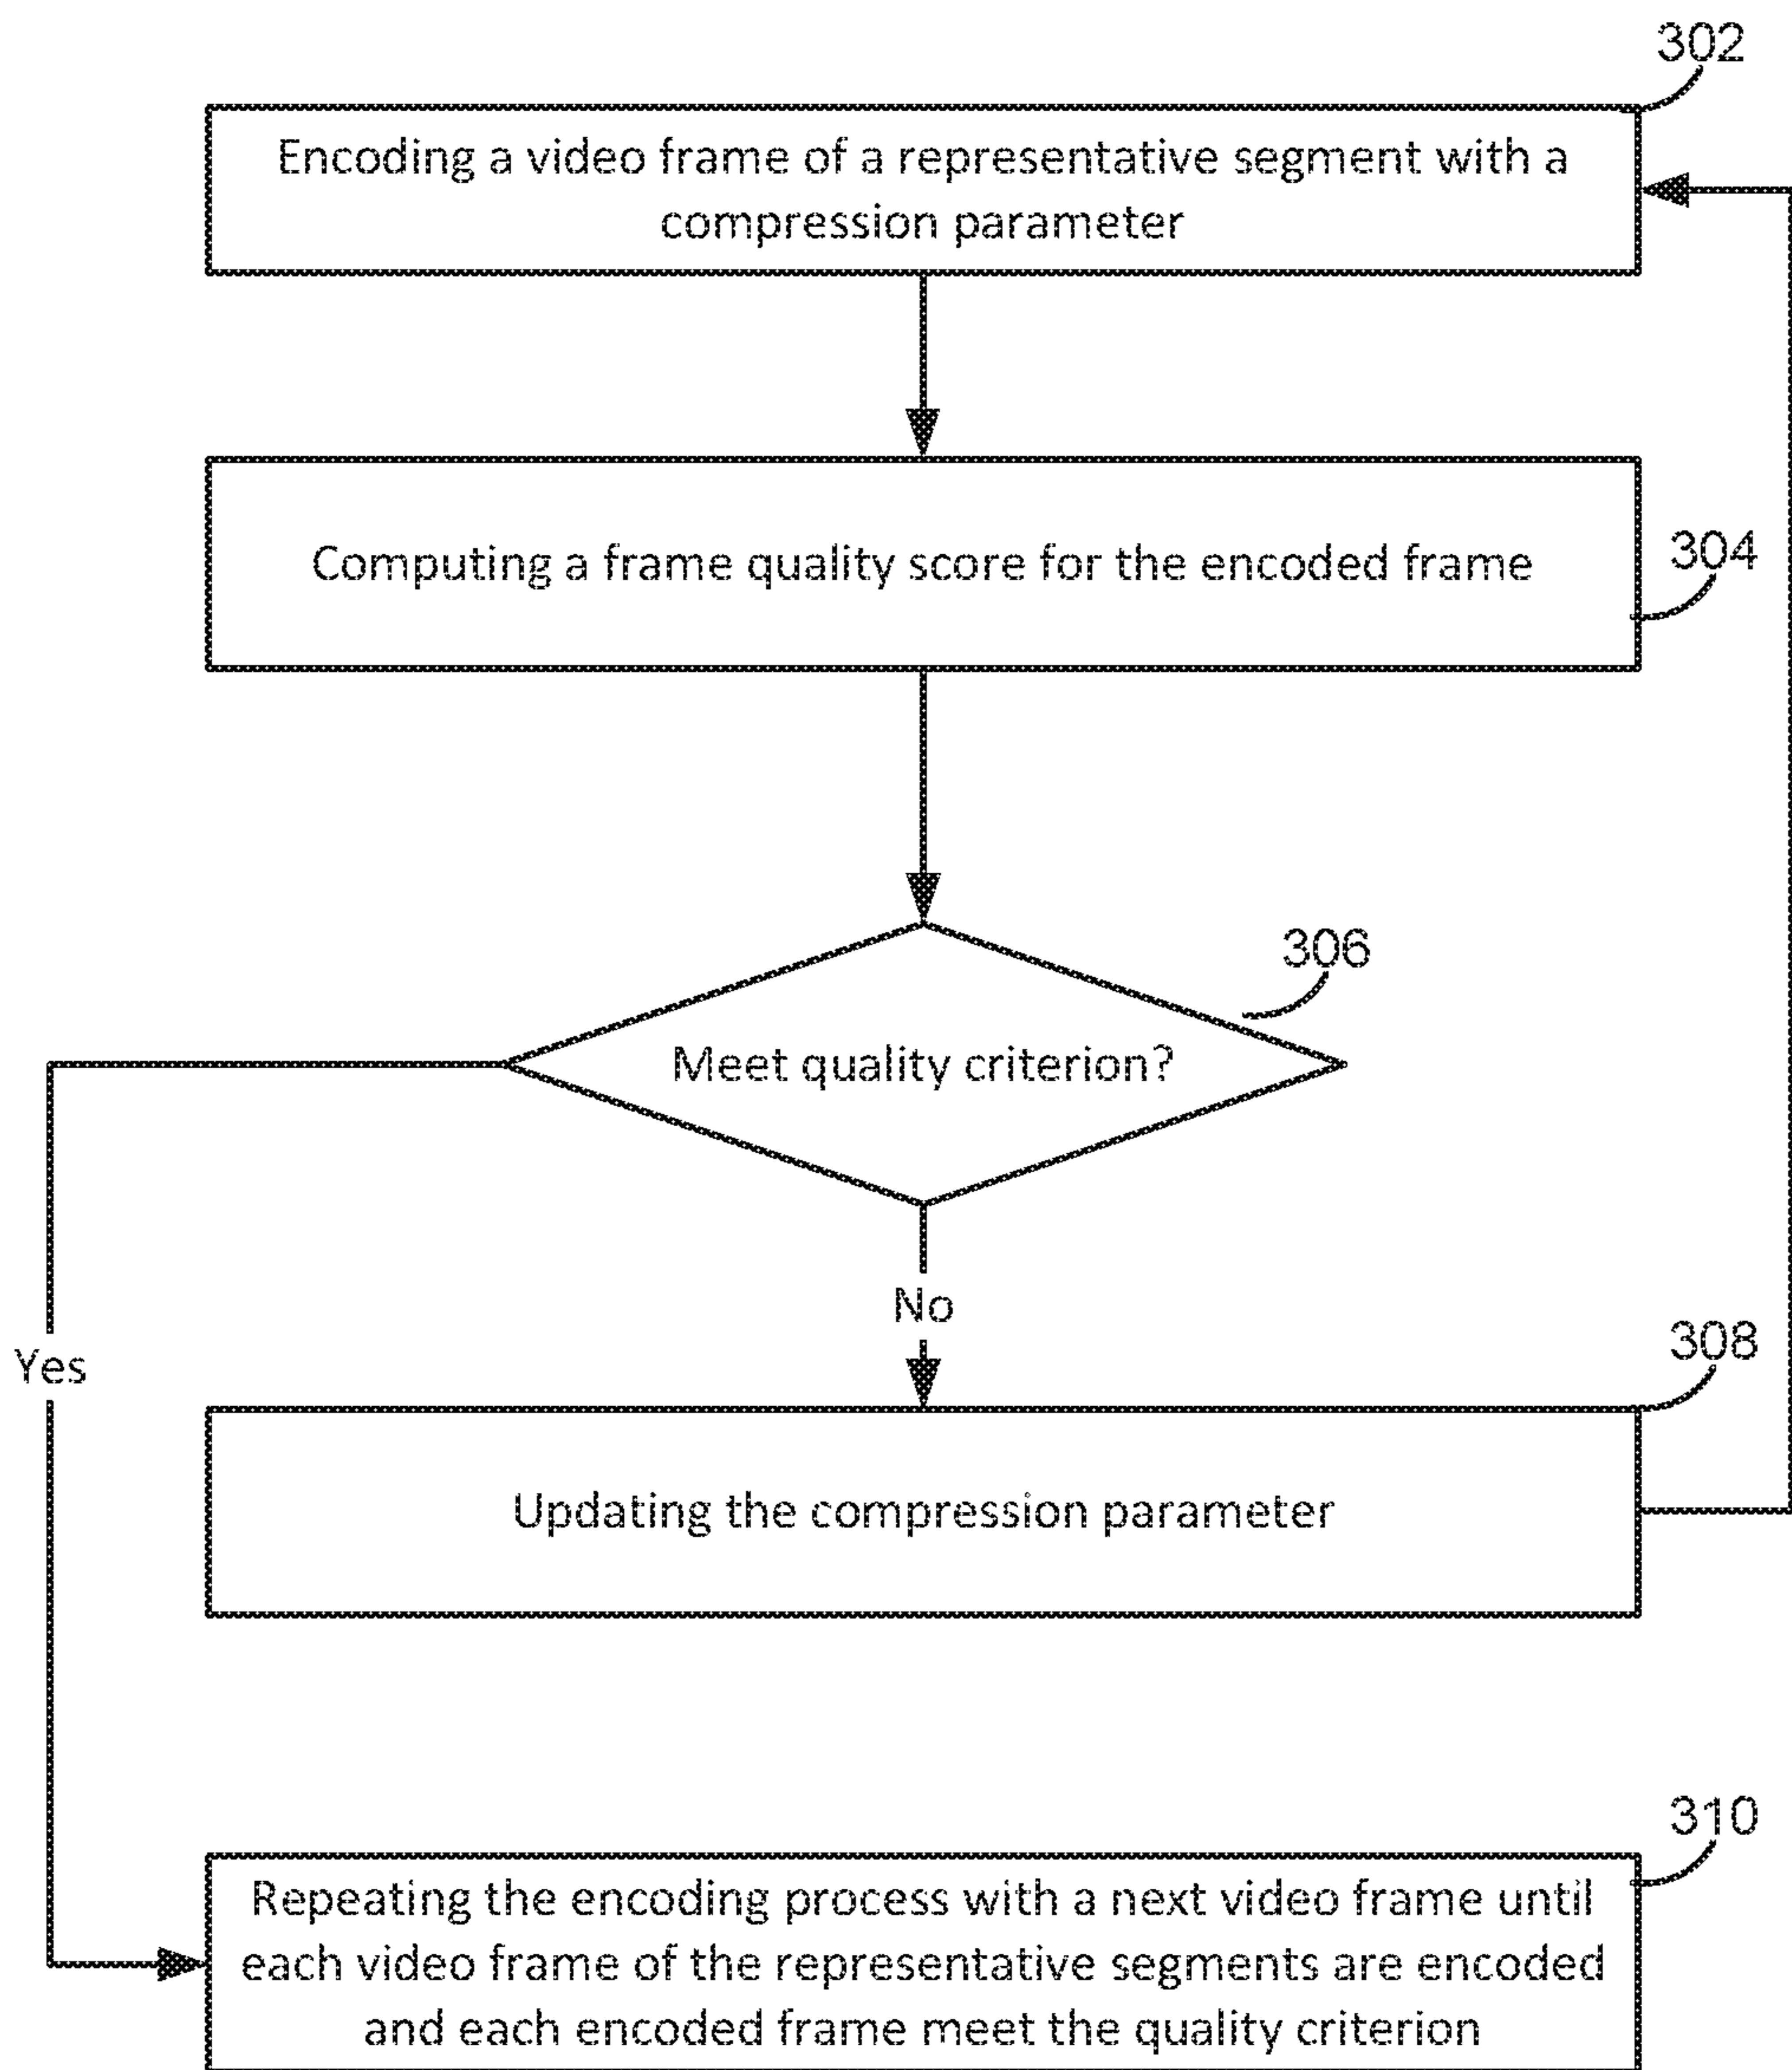 302
Encoding a video frame of a representative segment with a
compression parameter
Computing a frame quality score for the encoded frame
304
306
Meet quality criterion?
No
Yes
308
Updating the compression parameter
310
Repeating the encoding process with a next video frame until
each video frame of the representative segments are encoded
and each encoded frame meet the quality criterion